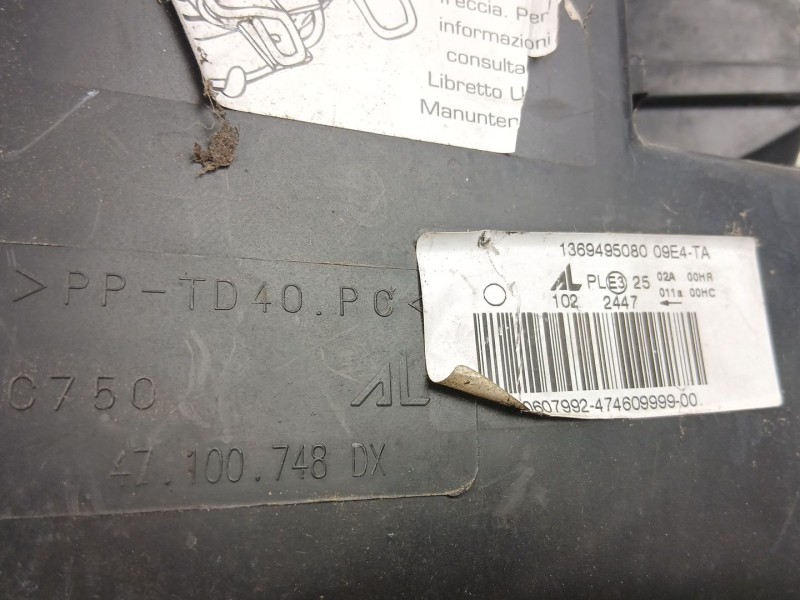 freccia. Per
informazioni
consulta
Libretto U
Manuten
1369495080 09E4-TA
AL PL E3 25 02A 00HR
102 2447 011a 00HC
0607992-474609999-00
>PP-TD40.PC<
C750 AL
47.100.748 DX